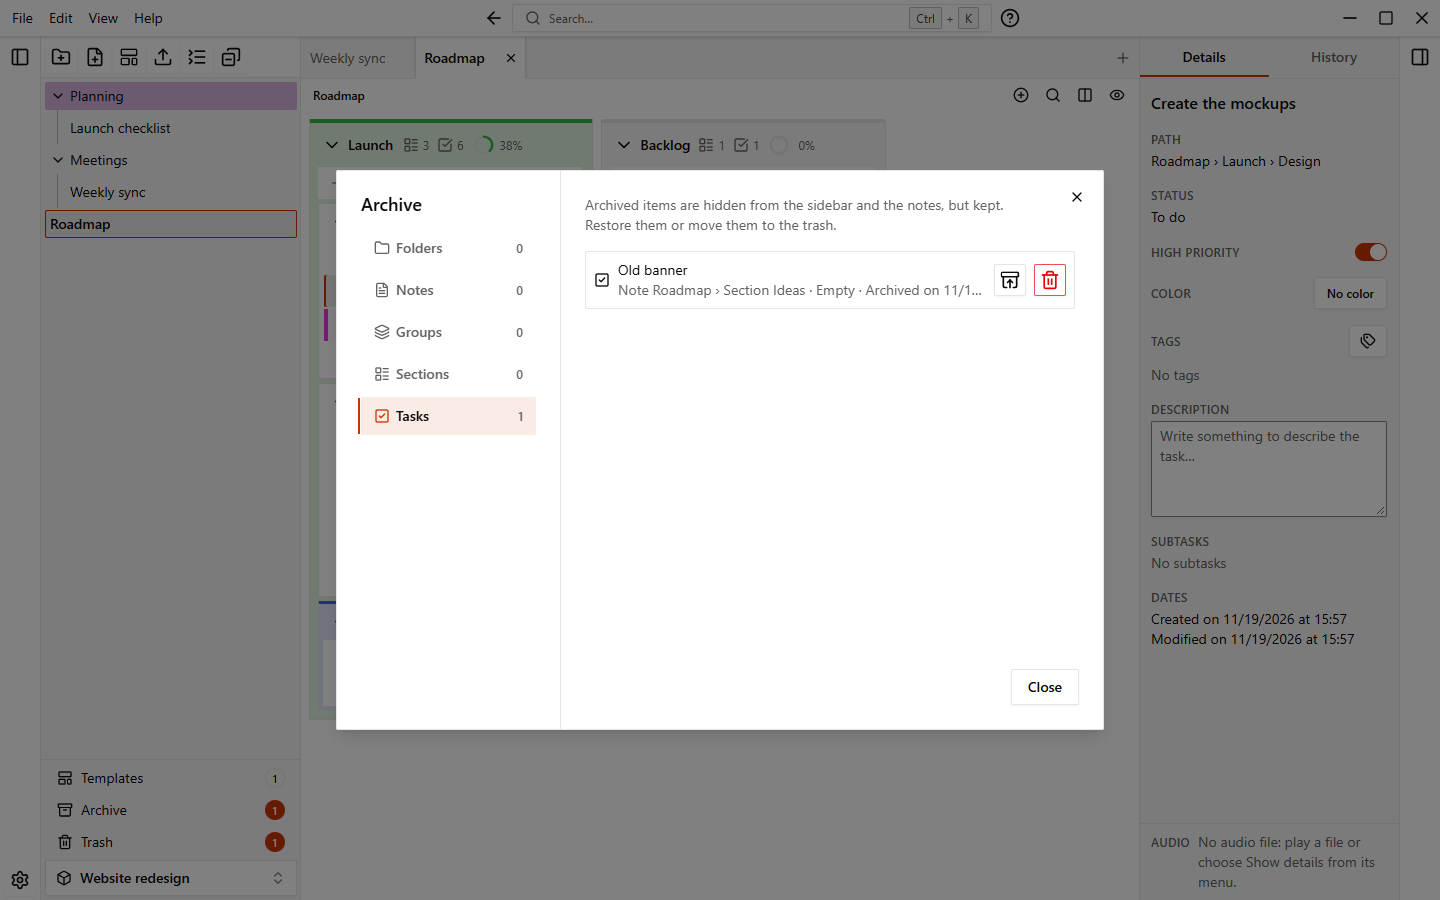 File Edit View Help
Search...
Ctrl + K
Weekly sync
Roadmap
Details
History
Planning
Launch checklist
Meetings
Weekly sync
Roadmap
Roadmap
Launch 3 6 38%
Backlog 1 1 0%
Archive
Folders 0
Notes 0
Groups 0
Sections 0
Tasks 1
Archived items are hidden from the sidebar and the notes, but kept.
Restore them or move them to the trash.
Old banner
Note Roadmap › Section Ideas · Empty · Archived on 11/1...
Close
Create the mockups
PATH
Roadmap › Launch › Design
STATUS
To do
HIGH PRIORITY
COLOR
No color
TAGS
No tags
DESCRIPTION
Write something to describe the
task...
SUBTASKS
No subtasks
DATES
Created on 11/19/2026 at 15:57
Modified on 11/19/2026 at 15:57
AUDIO No audio file: play a file or
choose Show details from its
menu.
Templates 1
Archive 1
Trash 1
Website redesign